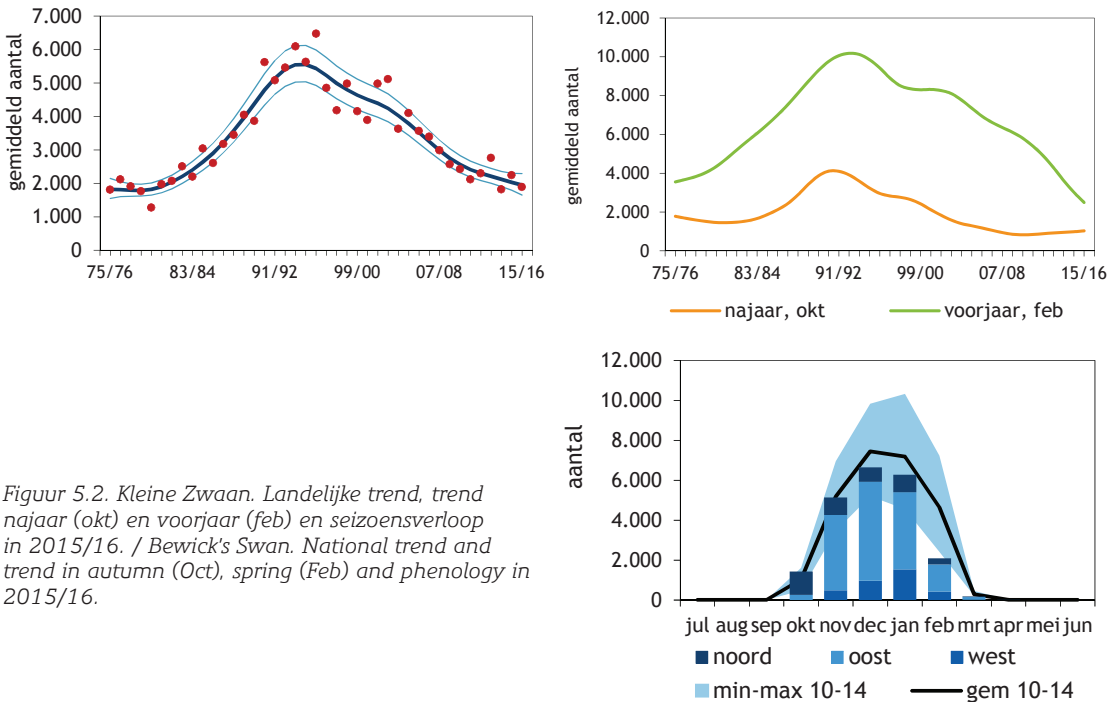 7.000
6.000
5.000
4.000
3.000
2.000
1.000
0
gemiddeld aantal
75/76 83/84 91/92 99/00 07/08 15/16
12.000
10.000
8.000
6.000
4.000
2.000
0
gemiddeld aantal
75/76 83/84 91/92 99/00 07/08 15/16
najaar, okt voorjaar, feb
12.000
10.000
8.000
6.000
4.000
2.000
0
aantal
jul aug sep okt nov dec jan feb mrt apr mei jun
noord oost west
min-max 10-14 gem 10-14
Figuur 5.2. Kleine Zwaan. Landelijke trend, trend
najaar (okt) en voorjaar (feb) en seizoensverloop
in 2015/16. / Bewick's Swan. National trend and
trend in autumn (Oct), spring (Feb) and phenology in
2015/16.